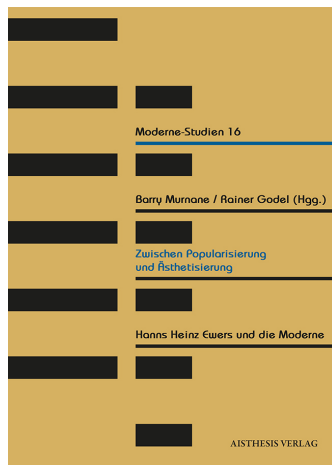 Moderne-Studien 16
Barry Murnane / Rainer Godel (Hgg.)
Zwischen Popularisierung
und Ästhetisierung
Hanns Heinz Ewers und die Moderne
AISTHESIS VERLAG